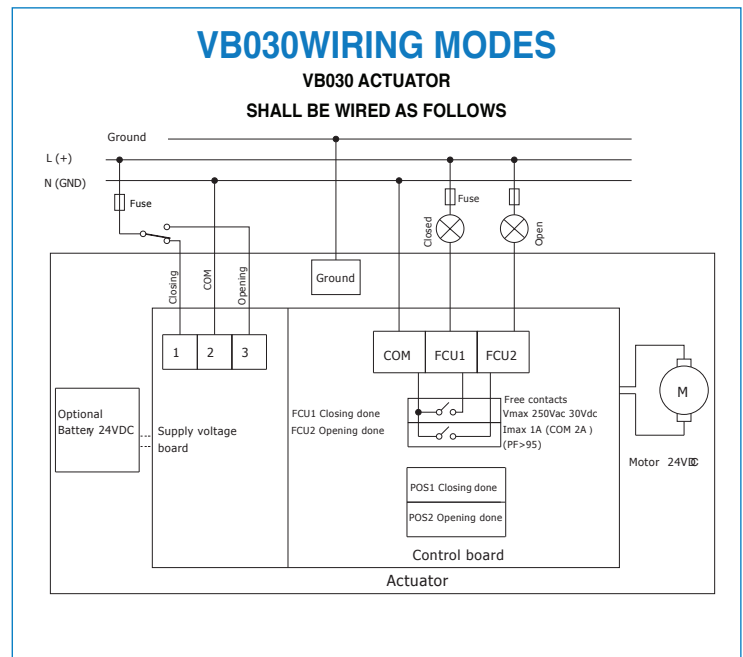 VB030WIRING MODES
VB030 ACTUATOR
SHALL BE WIRED AS FOLLOWS
Ground
L (+)
N (GND)
Fuse
Fuse
Closed
Open
Closing
COM
Opening
Ground
1 2 3
COM FCU1 FCU2
Optional
Battery 24VDC
Supply voltage
board
FCU1 Closing done
FCU2 Opening done
Free contacts
Vmax 250Vac 30Vdc
Imax 1A (COM 2A )
(PF>95)
M
Motor 24VDC
POS1 Closing done
POS2 Opening done
Control board
Actuator